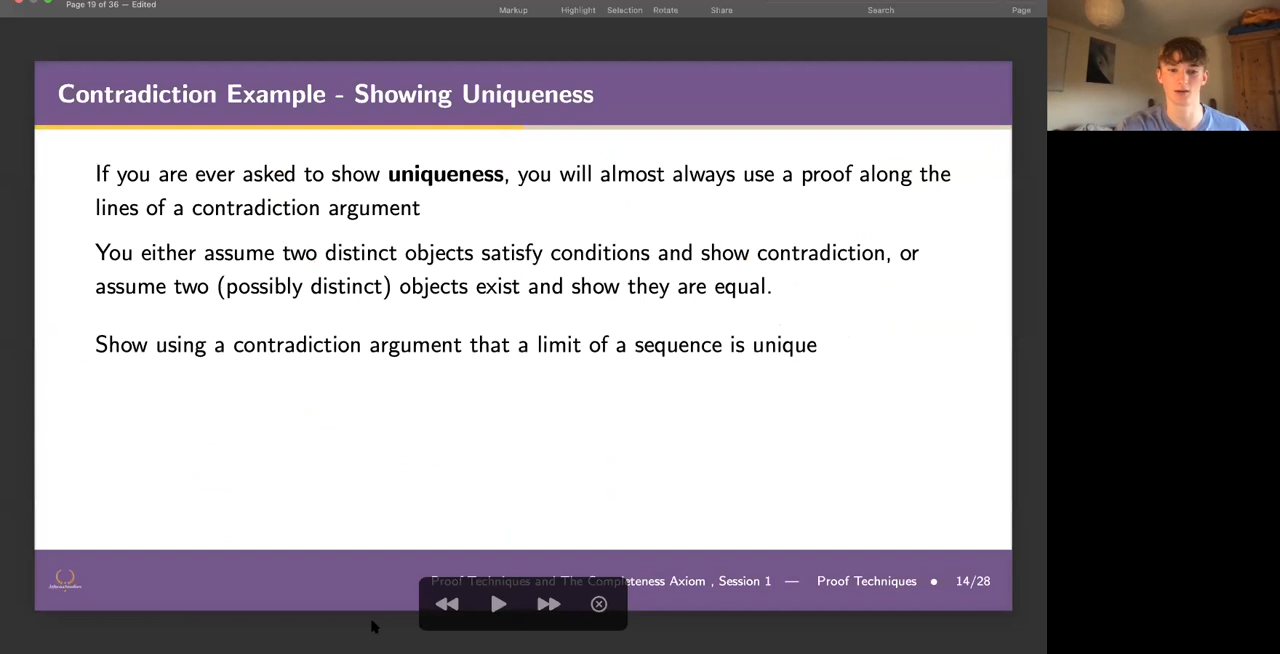 Page 19 of 36 — Edited
Markup
Highlight
Selection
Rotate
Share
Search
Page
Contradiction Example - Showing Uniqueness
If you are ever asked to show uniqueness, you will almost always use a proof along the
lines of a contradiction argument
You either assume two distinct objects satisfy conditions and show contradiction, or
assume two (possibly distinct) objects exist and show they are equal.
Show using a contradiction argument that a limit of a sequence is unique
Proof Techniques and The Completeness Axiom , Session 1 — Proof Techniques • 14/28